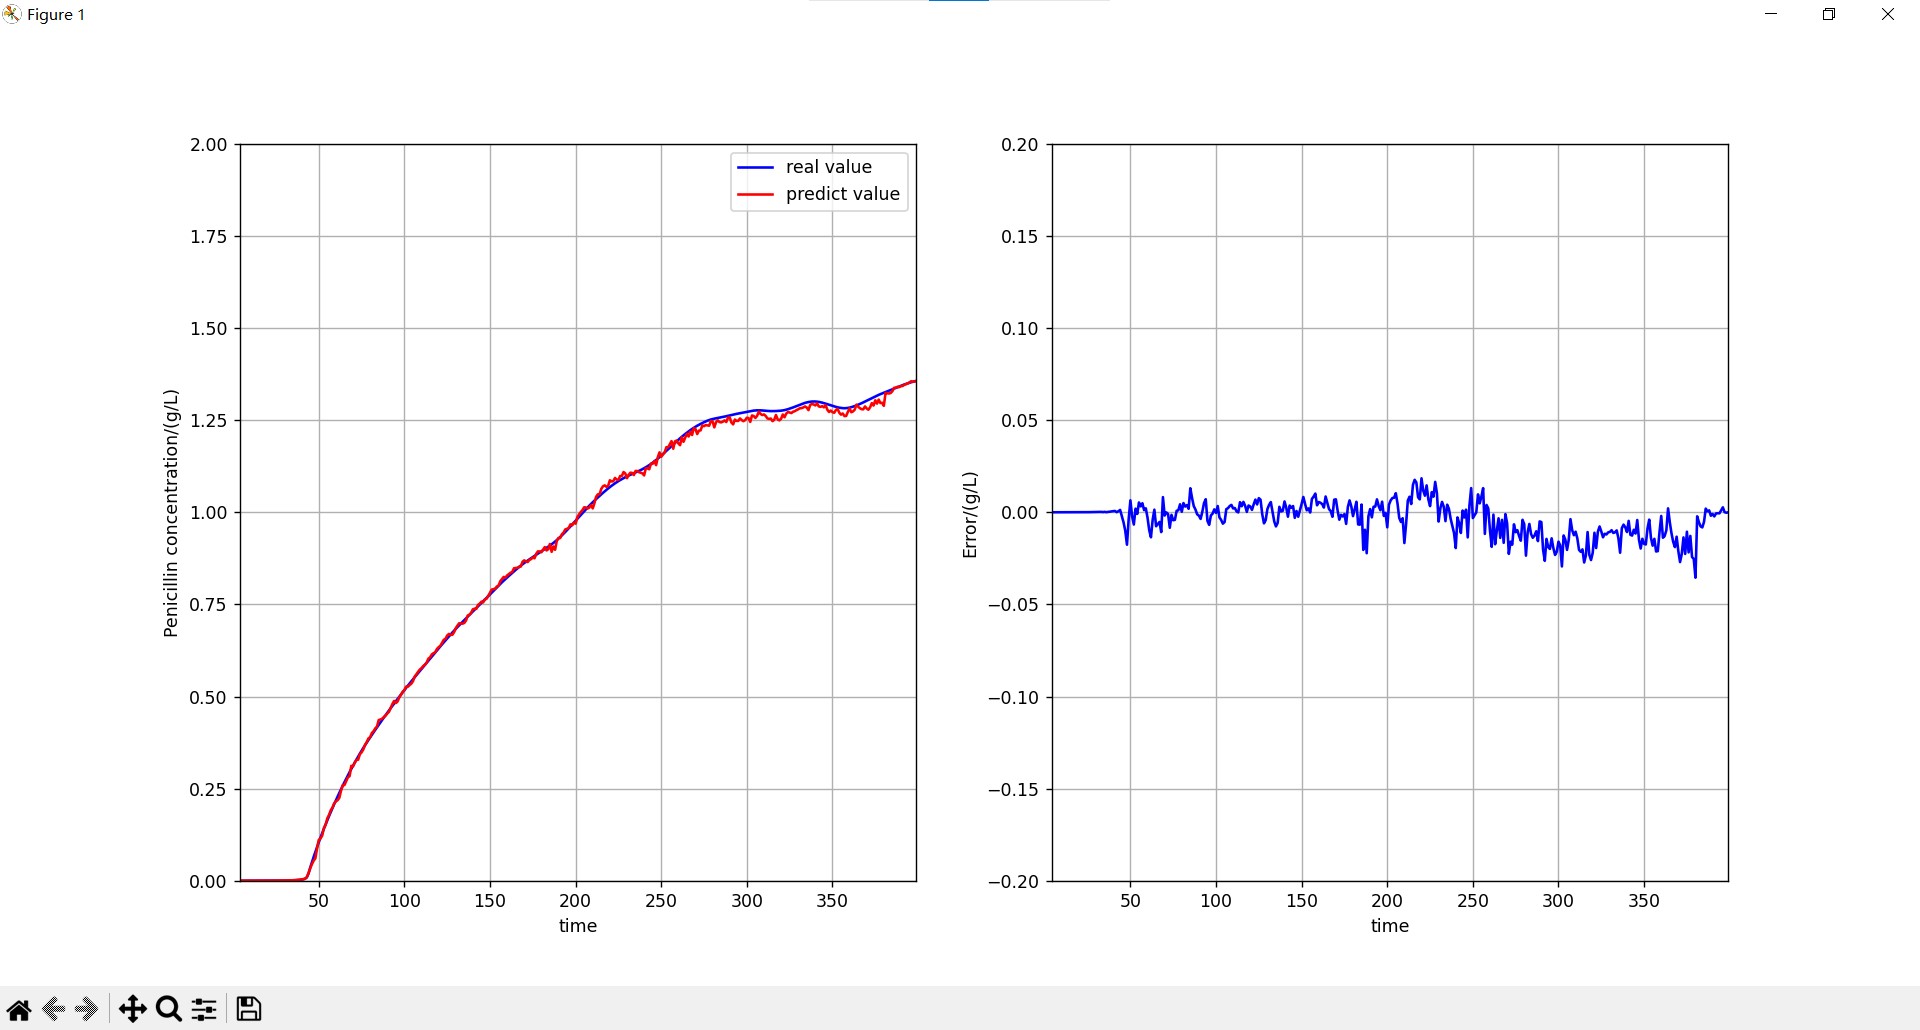 Figure 1
2.00
1.75
1.50
1.25
1.00
0.75
0.50
0.25
0.00
Penicillin concentration/(g/L)
real value
predict value
50 100 150 200 250 300 350
time
0.20
0.15
0.10
0.05
0.00
−0.05
−0.10
−0.15
−0.20
Error/(g/L)
50 100 150 200 250 300 350
time